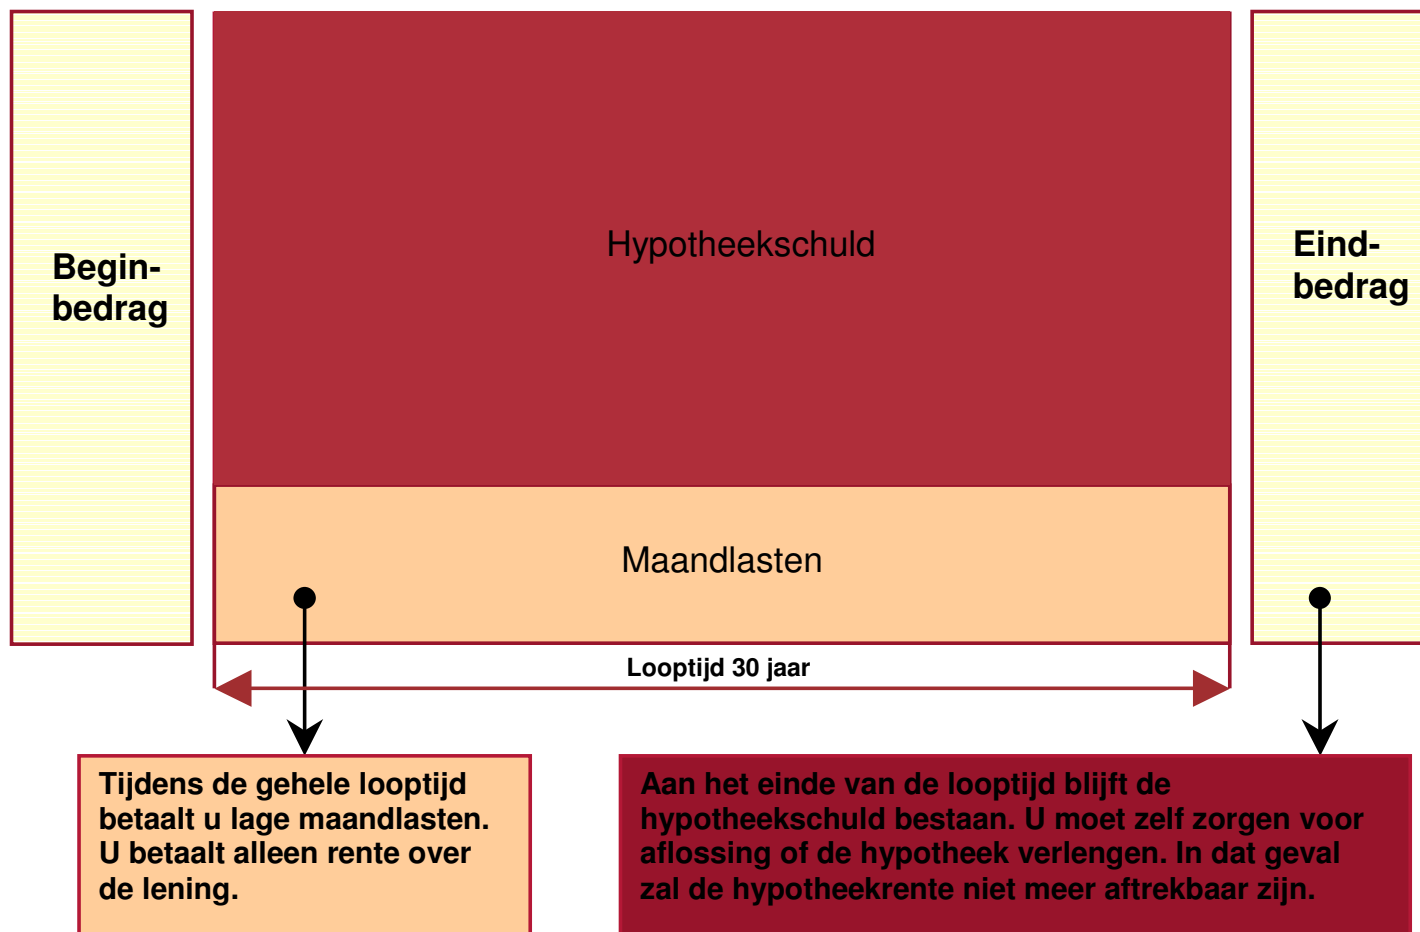 Hypotheekschuld
Begin-
bedrag
Eind-
bedrag
Maandlasten
Looptijd 30 jaar
Tijdens de gehele looptijd
betaalt u lage maandlasten.
U betaalt alleen rente over
de lening.
Aan het einde van de looptijd blijft de
hypotheekschuld bestaan. U moet zelf zorgen voor
aflossing of de hypotheek verlengen. In dat geval
zal de hypotheekrente niet meer aftrekbaar zijn.